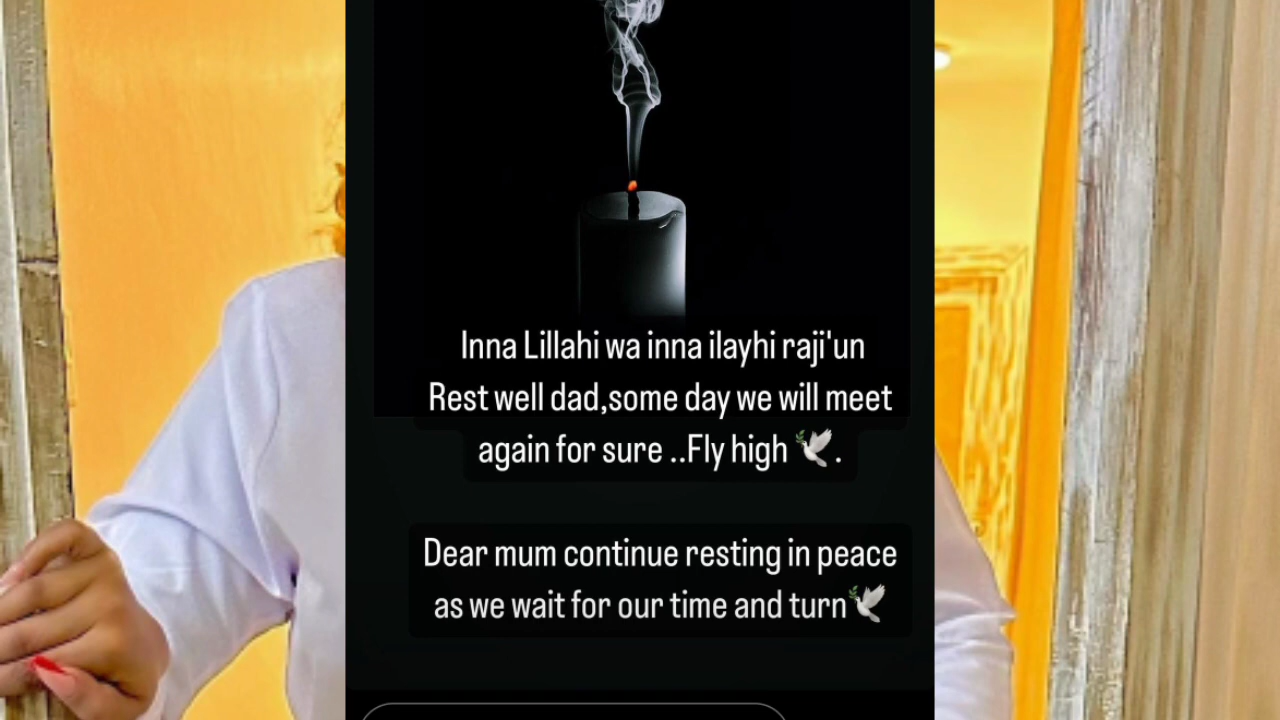 Inna Lillahi wa inna ilayhi raji'un
Rest well dad,some day we will meet
again for sure ..Fly high 🕊️.
Dear mum continue resting in peace
as we wait for our time and turn🕊️